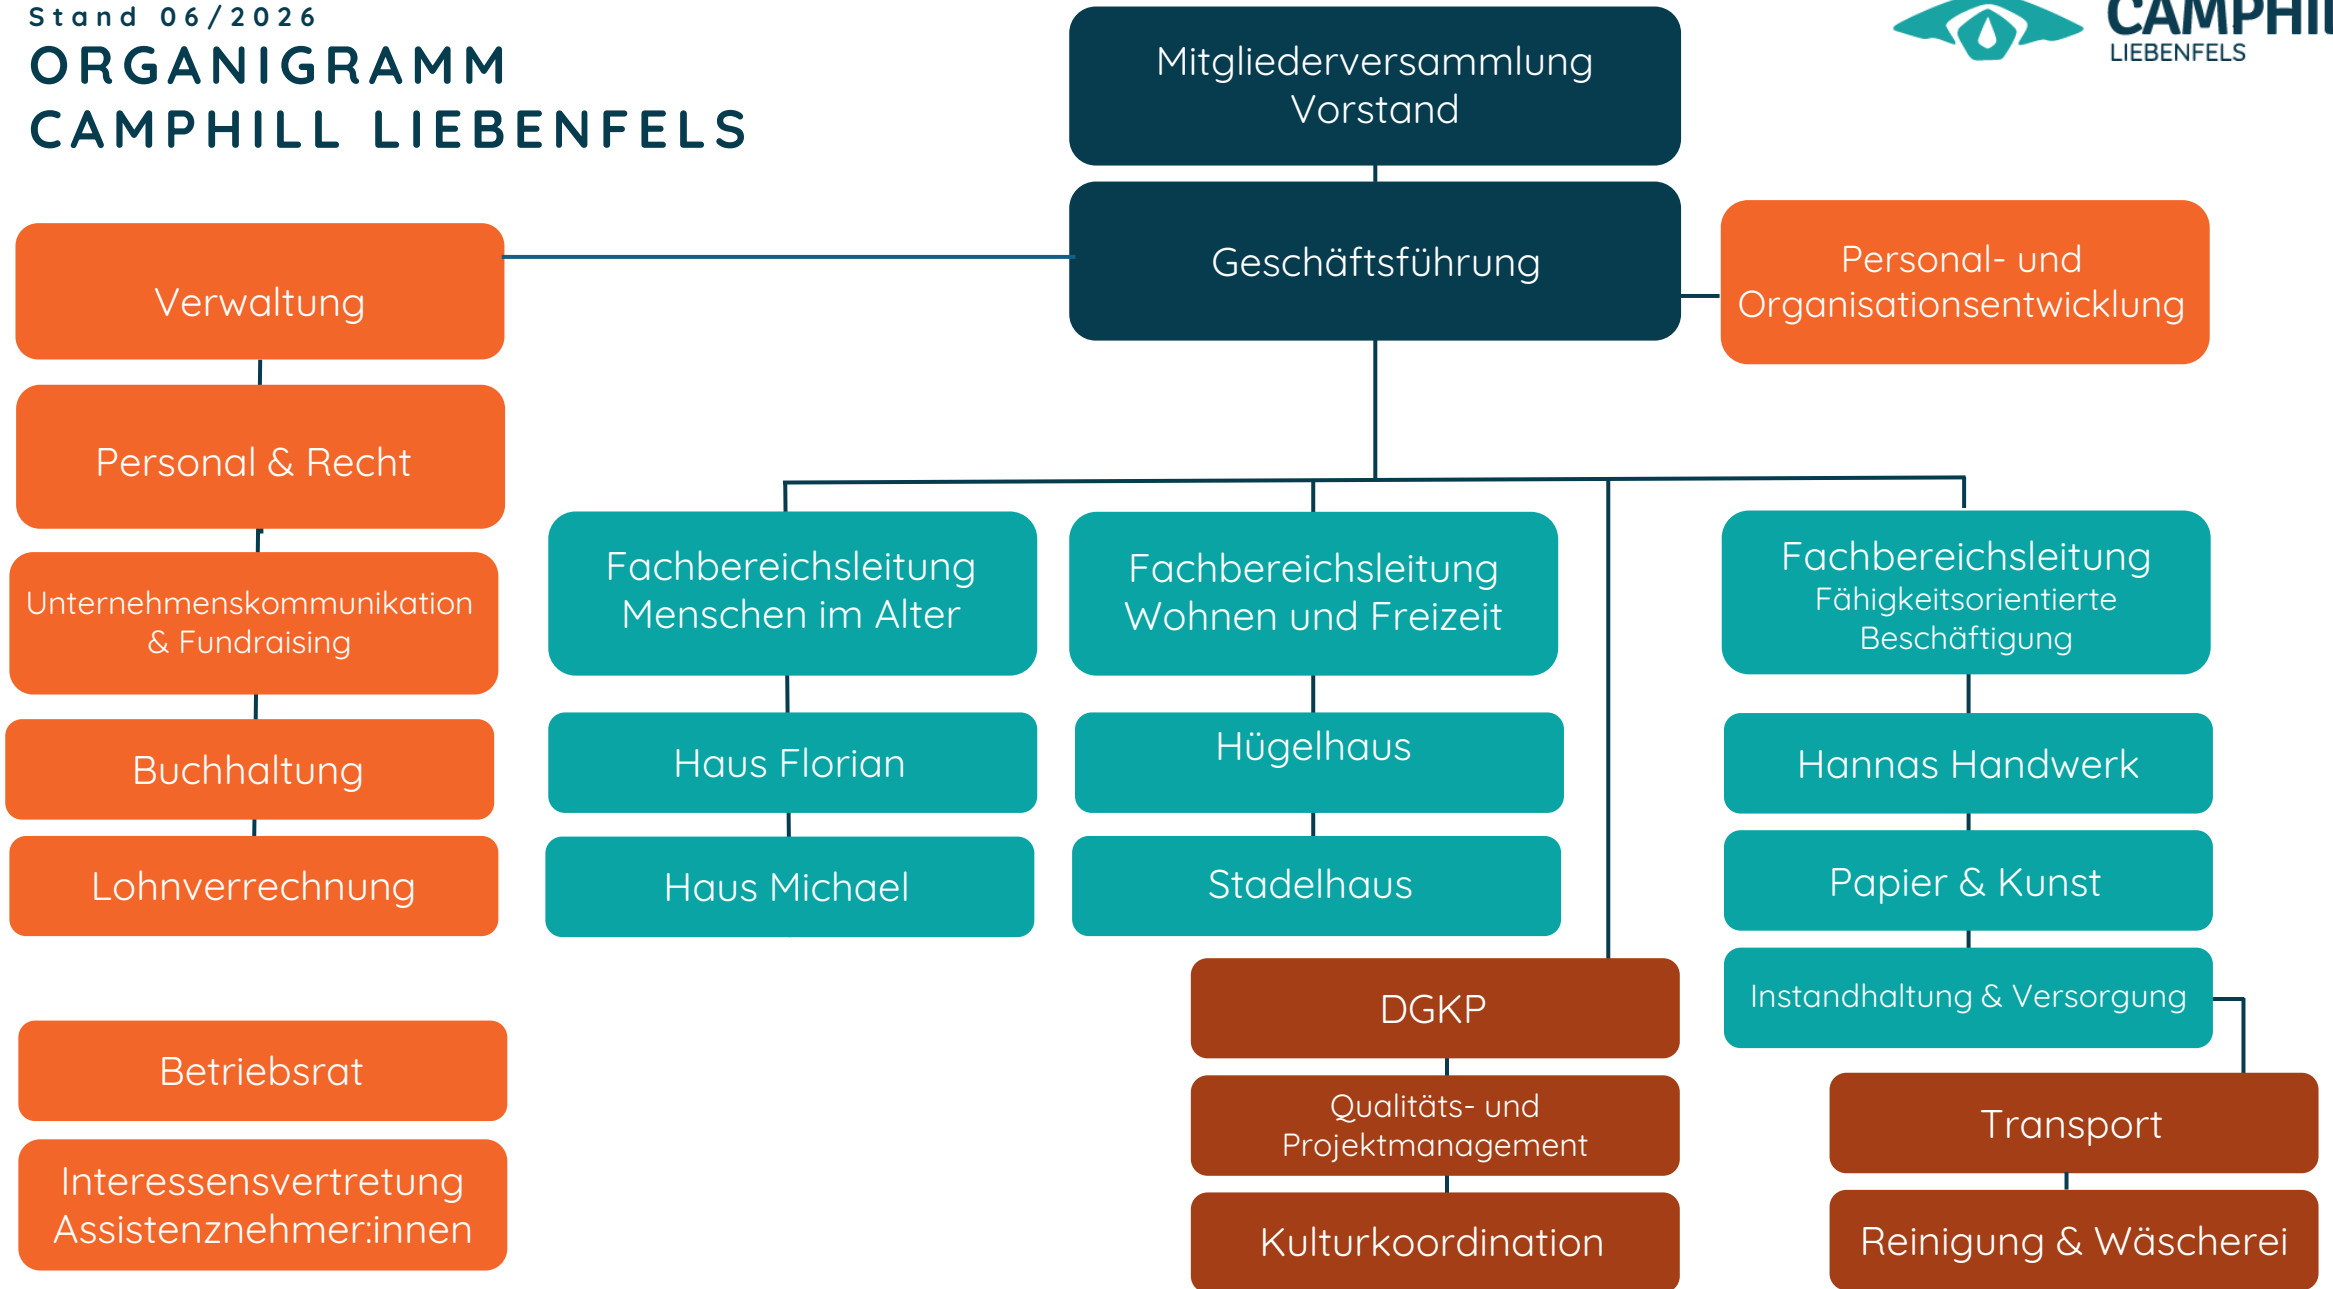 Stand 06/2026
ORGANIGRAMM
CAMPHILL LIEBENFELS
CAMPHILL
LIEBENFELS
Mitgliederversammlung
Vorstand
Geschäftsführung
Personal- und
Organisationsentwicklung
Verwaltung
Personal & Recht
Unternehmenskommunikation
& Fundraising
Buchhaltung
Lohnverrechnung
Betriebsrat
Interessensvertretung
Assistenznehmer:innen
Fachbereichsleitung
Menschen im Alter
Haus Florian
Haus Michael
Fachbereichsleitung
Wohnen und Freizeit
Hügelhaus
Stadelhaus
DGKP
Qualitäts- und
Projektmanagement
Kulturkoordination
Fachbereichsleitung
Fähigkeitsorientierte
Beschäftigung
Hannas Handwerk
Papier & Kunst
Instandhaltung & Versorgung
Transport
Reinigung & Wäscherei